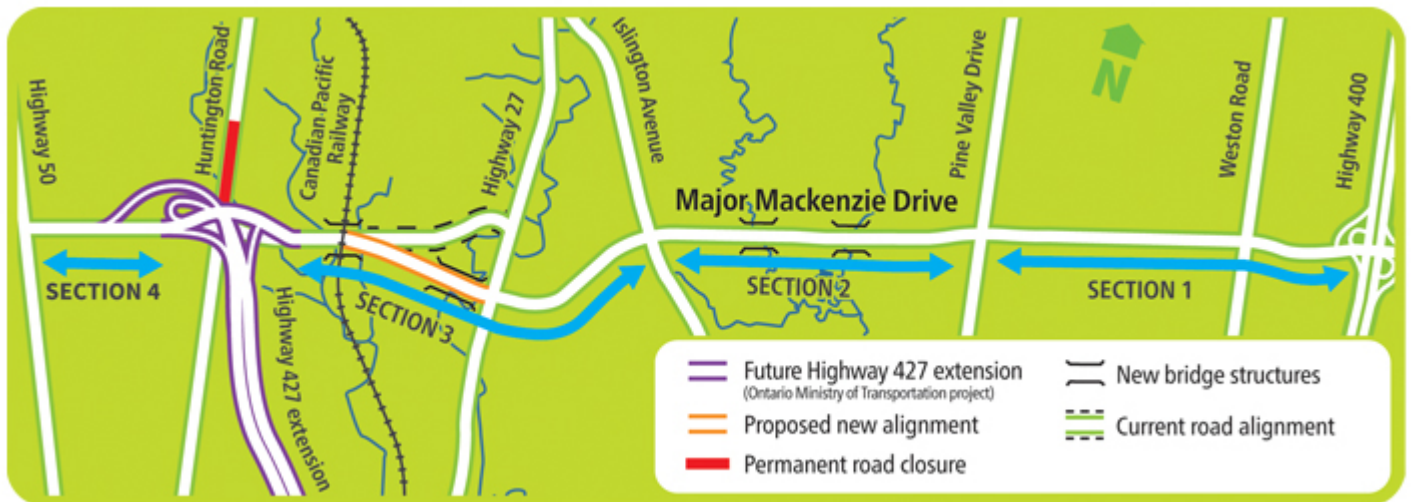 Highway 50
Huntington Road
Canadian Pacific
Railway
Highway 27
Islington Avenue
Pine Valley Drive
N
Weston Road
Highway 400
Major Mackenzie Drive
SECTION 4
SECTION 3
SECTION 2
SECTION 1
Highway 427 extension
Future Highway 427 extension
(Ontario Ministry of Transportation project)
Proposed new alignment
Permanent road closure
New bridge structures
Current road alignment